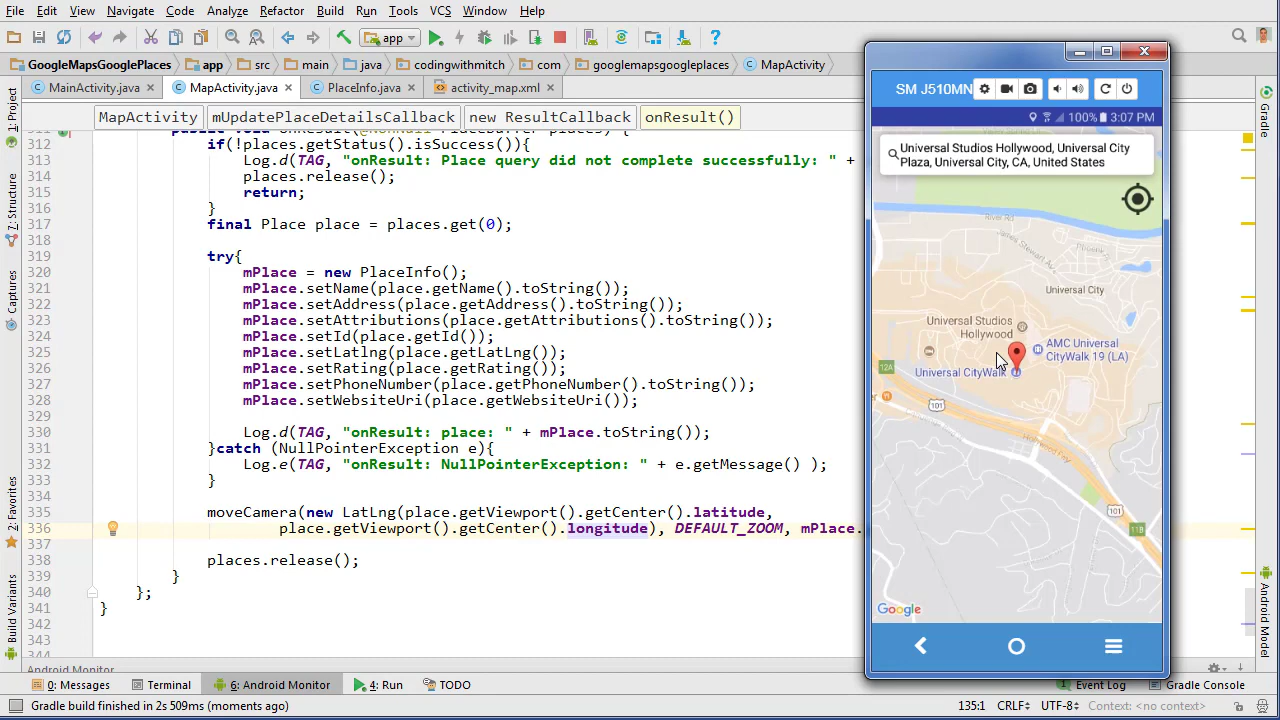 File Edit View Navigate Code Analyze Refactor Build Run Tools VCS Window Help
app
GoogleMapsGooglePlaces app src main java codingwithmitch com googlemapsgoogleplaces MapActivity
MainActivity.java MapActivity.java PlaceInfo.java activity_map.xml
MapActivity mUpdatePlaceDetailsCallback new ResultCallback onResult()
312 if(!places.getStatus().isSuccess()){
313 Log.d(TAG, "onResult: Place query did not complete successfully: " +
314 places.release();
315 return;
316 }
317 final Place place = places.get(0);
318
319 try{
320 mPlace = new PlaceInfo();
321 mPlace.setName(place.getName().toString());
322 mPlace.setAddress(place.getAddress().toString());
323 mPlace.setAttributions(place.getAttributions().toString());
324 mPlace.setId(place.getId());
325 mPlace.setLatlng(place.getLatLng());
326 mPlace.setRating(place.getRating());
327 mPlace.setPhoneNumber(place.getPhoneNumber().toString());
328 mPlace.setWebsiteUri(place.getWebsiteUri());
329
330 Log.d(TAG, "onResult: place: " + mPlace.toString());
331 }catch (NullPointerException e){
332 Log.e(TAG, "onResult: NullPointerException: " + e.getMessage() );
333 }
334
335 moveCamera(new LatLng(place.getViewport().getCenter().latitude,
336 place.getViewport().getCenter().longitude), DEFAULT_ZOOM, mPlace.
337
338 places.release();
339 }
340 };
341 }
342
343
1: Project
7: Structure
Captures
2: Favorites
Build Variants
Gradle
Android Model
SM J510MN
100% 3:07 PM
Universal Studios Hollywood, Universal City
Plaza, Universal City, CA, United States
River Rd
James Stewart Ave
Universal City
Universal Studios
Hollywood
AMC Universal
CityWalk 19 (LA)
Universal CityWalk
12A
101
Hollywood Fwy
101
11B
Google
Android Monitor
0: Messages Terminal 6: Android Monitor 4: Run TODO Event Log Gradle Console
Gradle build finished in 2s 509ms (moments ago) 135:1 CRLF UTF-8 Context: <no context>